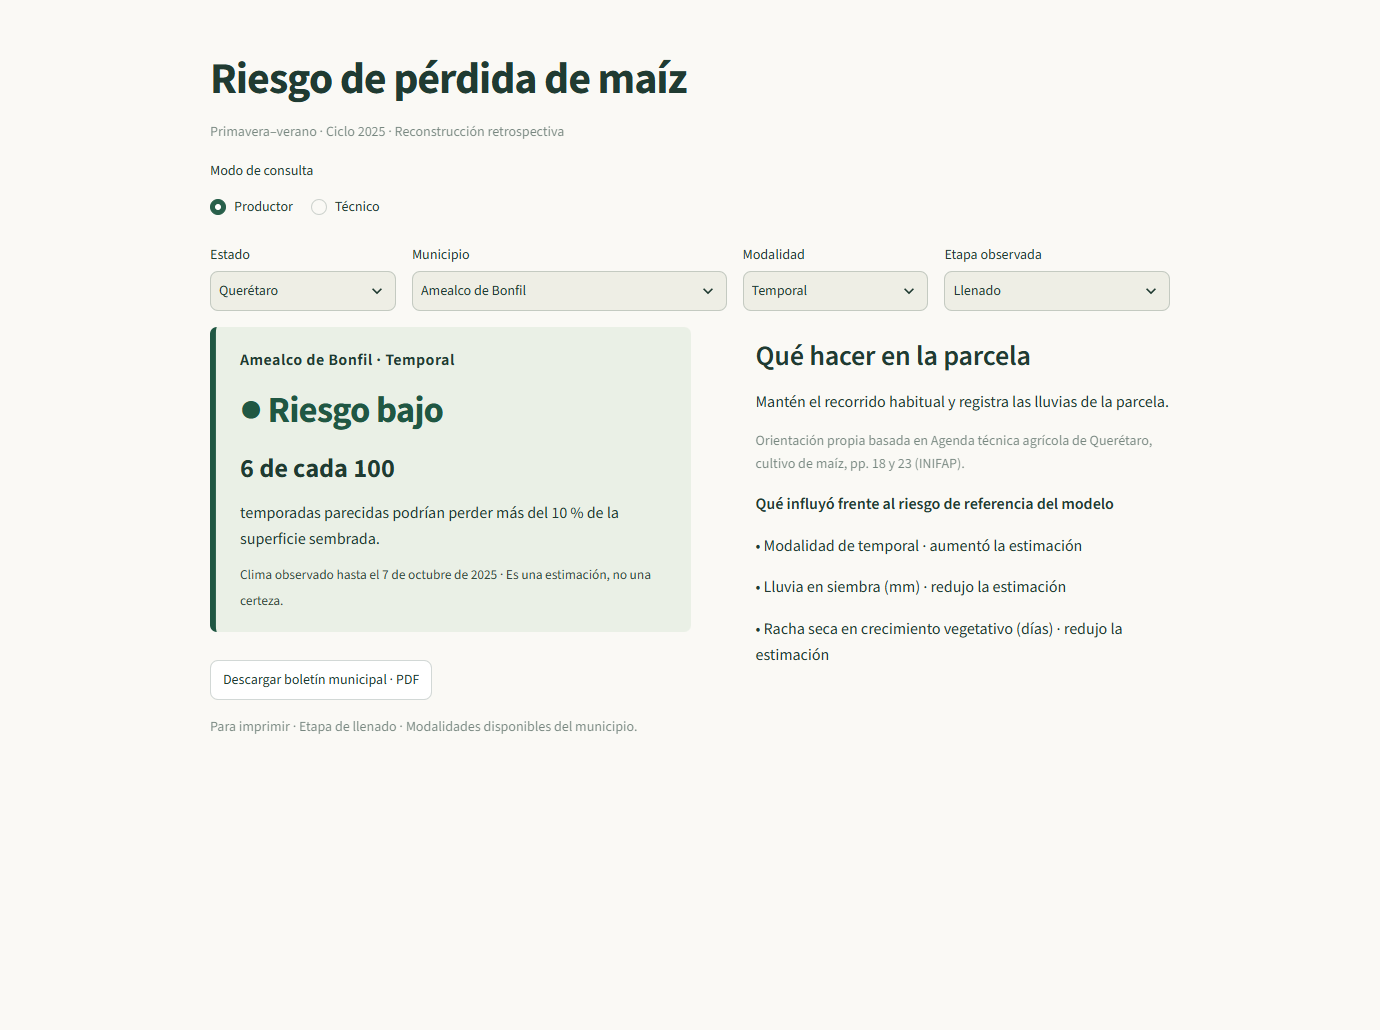 Riesgo de pérdida de maíz
Primavera–verano · Ciclo 2025 · Reconstrucción retrospectiva
Modo de consulta
Productor
Técnico
Estado
Municipio
Modalidad
Etapa observada
Querétaro
Amealco de Bonfil
Temporal
Llenado
Amealco de Bonfil · Temporal
● Riesgo bajo
6 de cada 100
temporadas parecidas podrían perder más del 10 % de la
superficie sembrada.
Clima observado hasta el 7 de octubre de 2025 · Es una estimación, no una
certeza.
Descargar boletín municipal · PDF
Para imprimir · Etapa de llenado · Modalidades disponibles del municipio.
Qué hacer en la parcela
Mantén el recorrido habitual y registra las lluvias de la parcela.
Orientación propia basada en Agenda técnica agrícola de Querétaro,
cultivo de maíz, pp. 18 y 23 (INIFAP).
Qué influyó frente al riesgo de referencia del modelo
• Modalidad de temporal · aumentó la estimación
• Lluvia en siembra (mm) · redujo la estimación
• Racha seca en crecimiento vegetativo (días) · redujo la
estimación